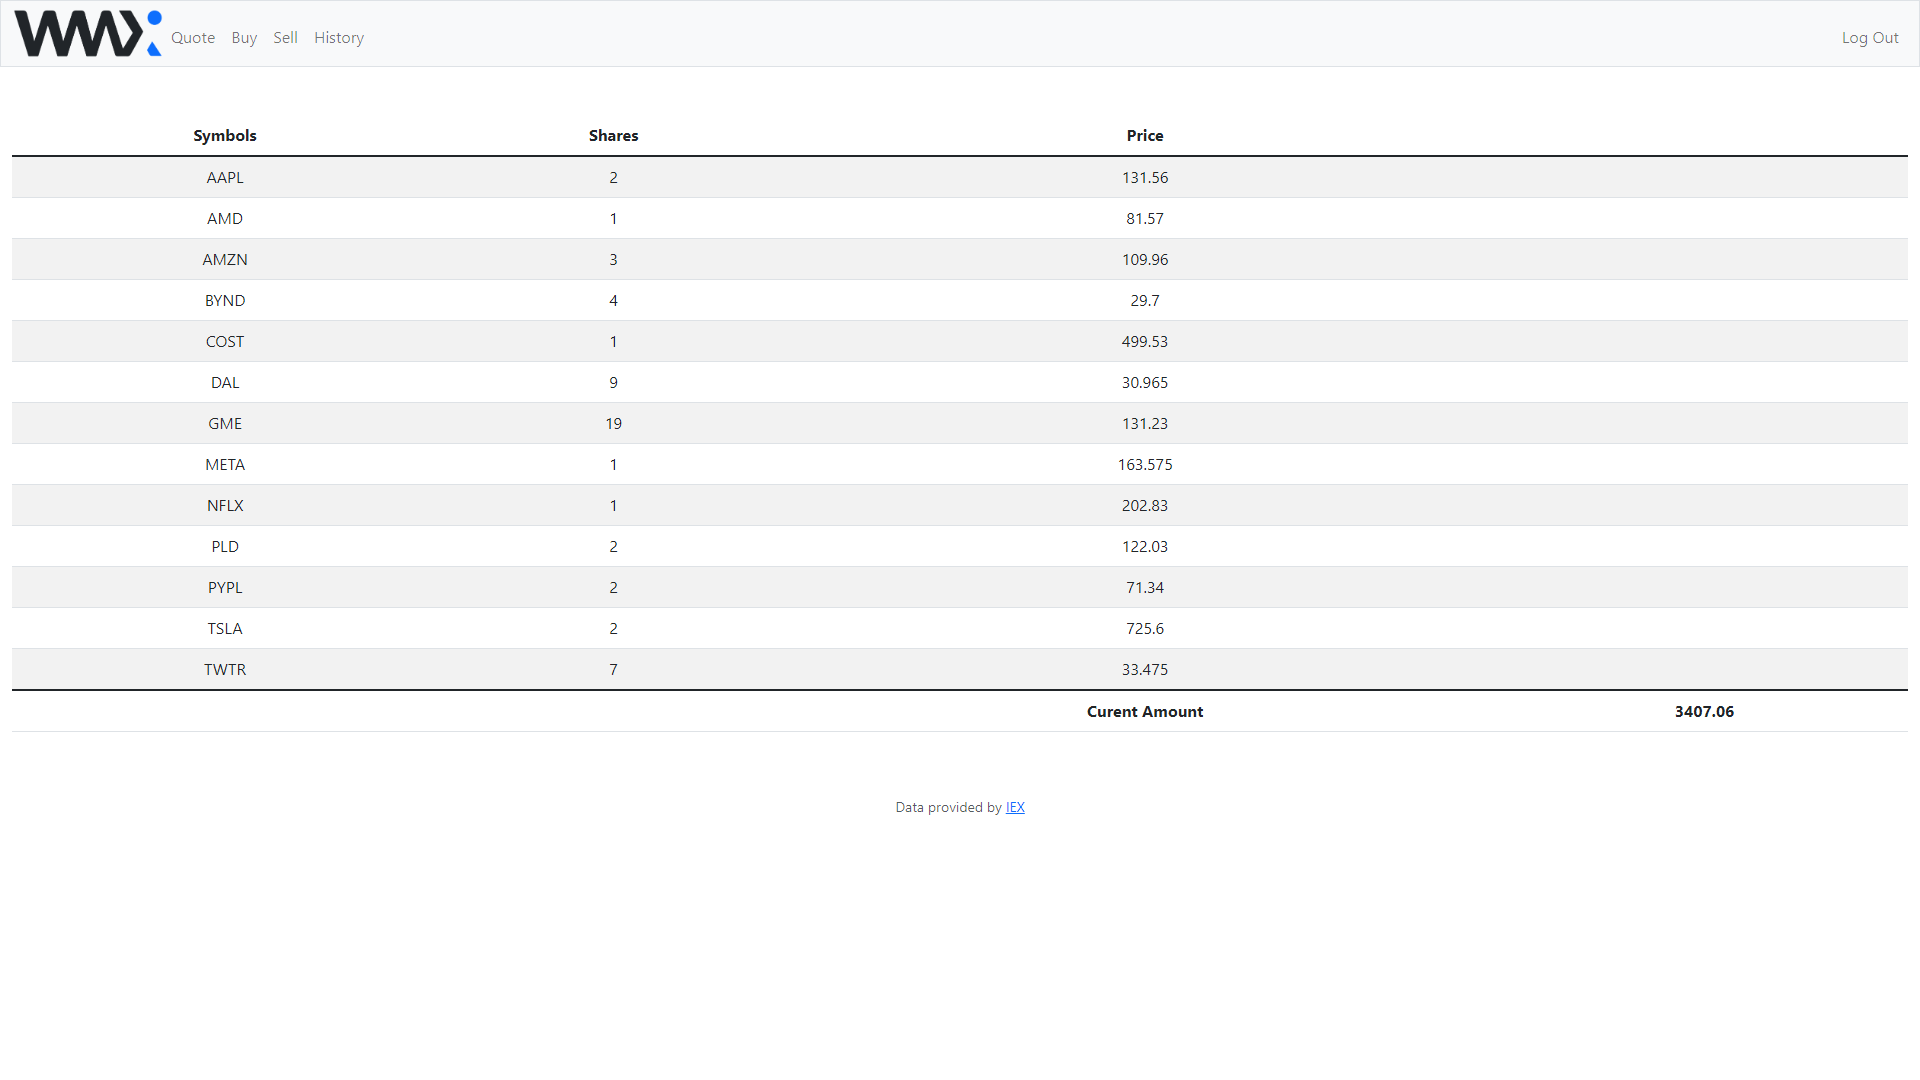 WWX Quote Buy Sell History Log Out
Symbols Shares Price
AAPL 2 131.56
AMD 1 81.57
AMZN 3 109.96
BYND 4 29.7
COST 1 499.53
DAL 9 30.965
GME 19 131.23
META 1 163.575
NFLX 1 202.83
PLD 2 122.03
PYPL 2 71.34
TSLA 2 725.6
TWTR 7 33.475
Curent Amount 3407.06
Data provided by IEX